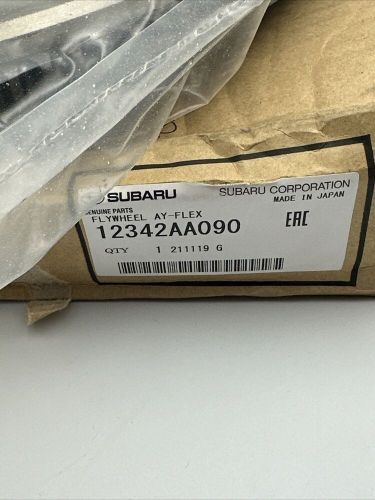 SUBARU SUBARU CORPORATION
GENUINE PARTS MADE IN JAPAN
FLYWHEEL AY-FLEX
12342AA090 EAC
QTY 1 211119 G